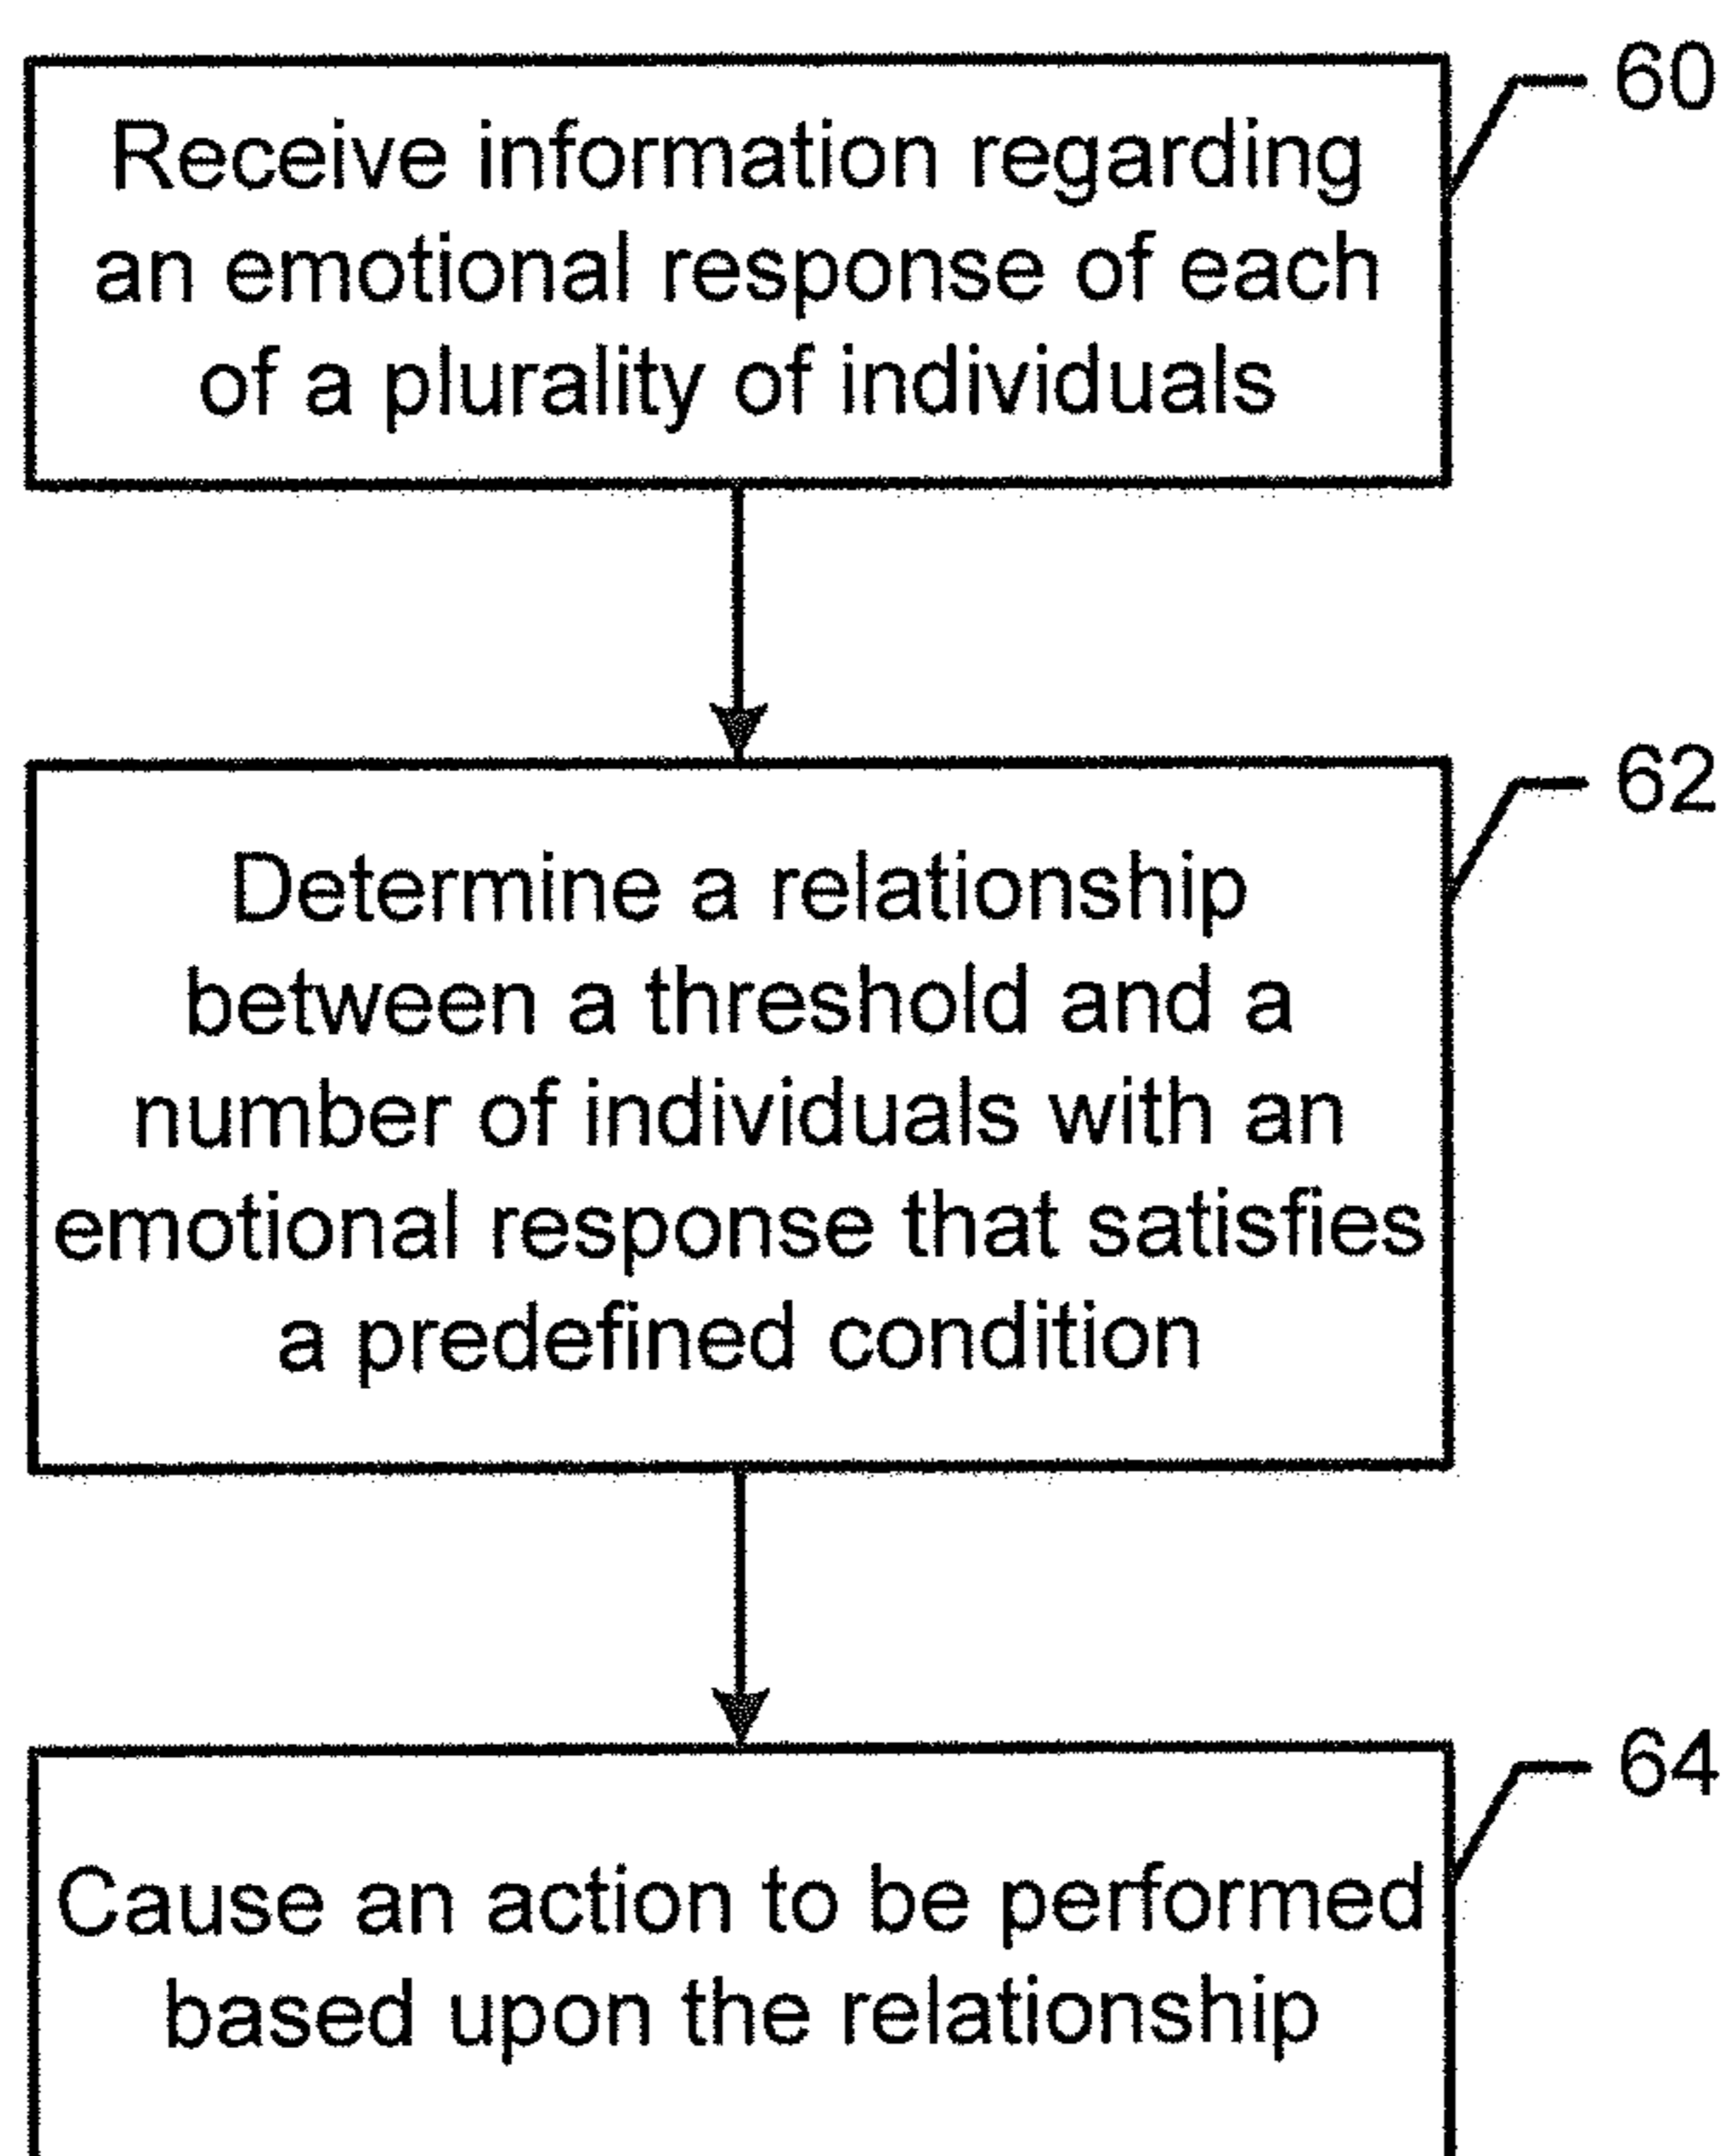 60
Receive information regarding
an emotional response of each
of a plurality of individuals
62
Determine a relationship
between a threshold and a
number of individuals with an
emotional response that satisfies
a predefined condition
64
Cause an action to be performed
based upon the relationship